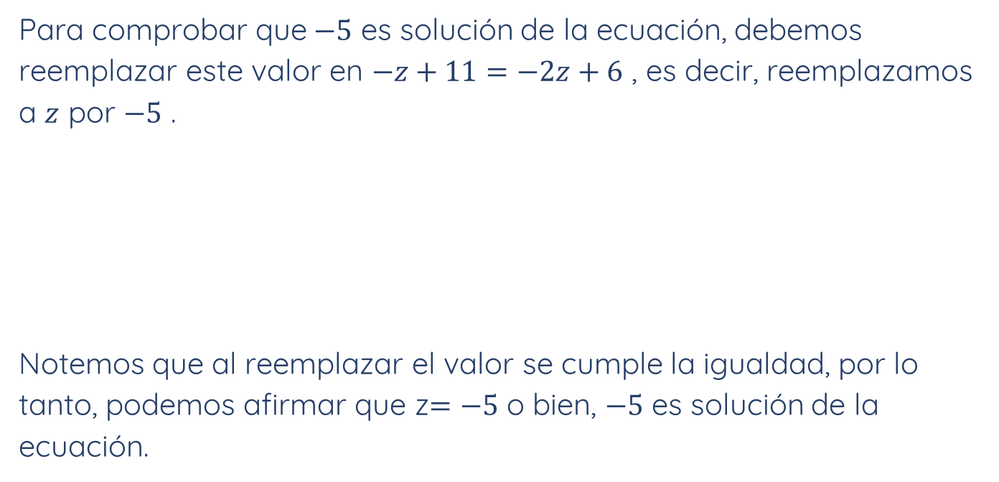 Para comprobar que −5 es solución de la ecuación, debemos
reemplazar este valor en −z + 11 = −2z + 6 , es decir, reemplazamos
a z por −5 .
Notemos que al reemplazar el valor se cumple la igualdad, por lo
tanto, podemos afirmar que z= −5 o bien, −5 es solución de la
ecuación.